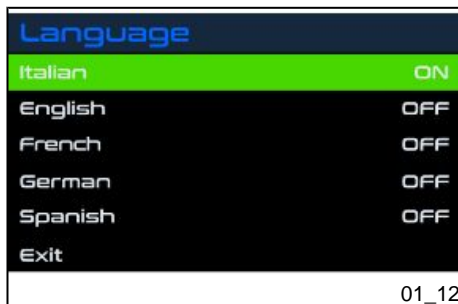 Language
Italian ON
English OFF
French OFF
German OFF
Spanish OFF
Exit
01_12